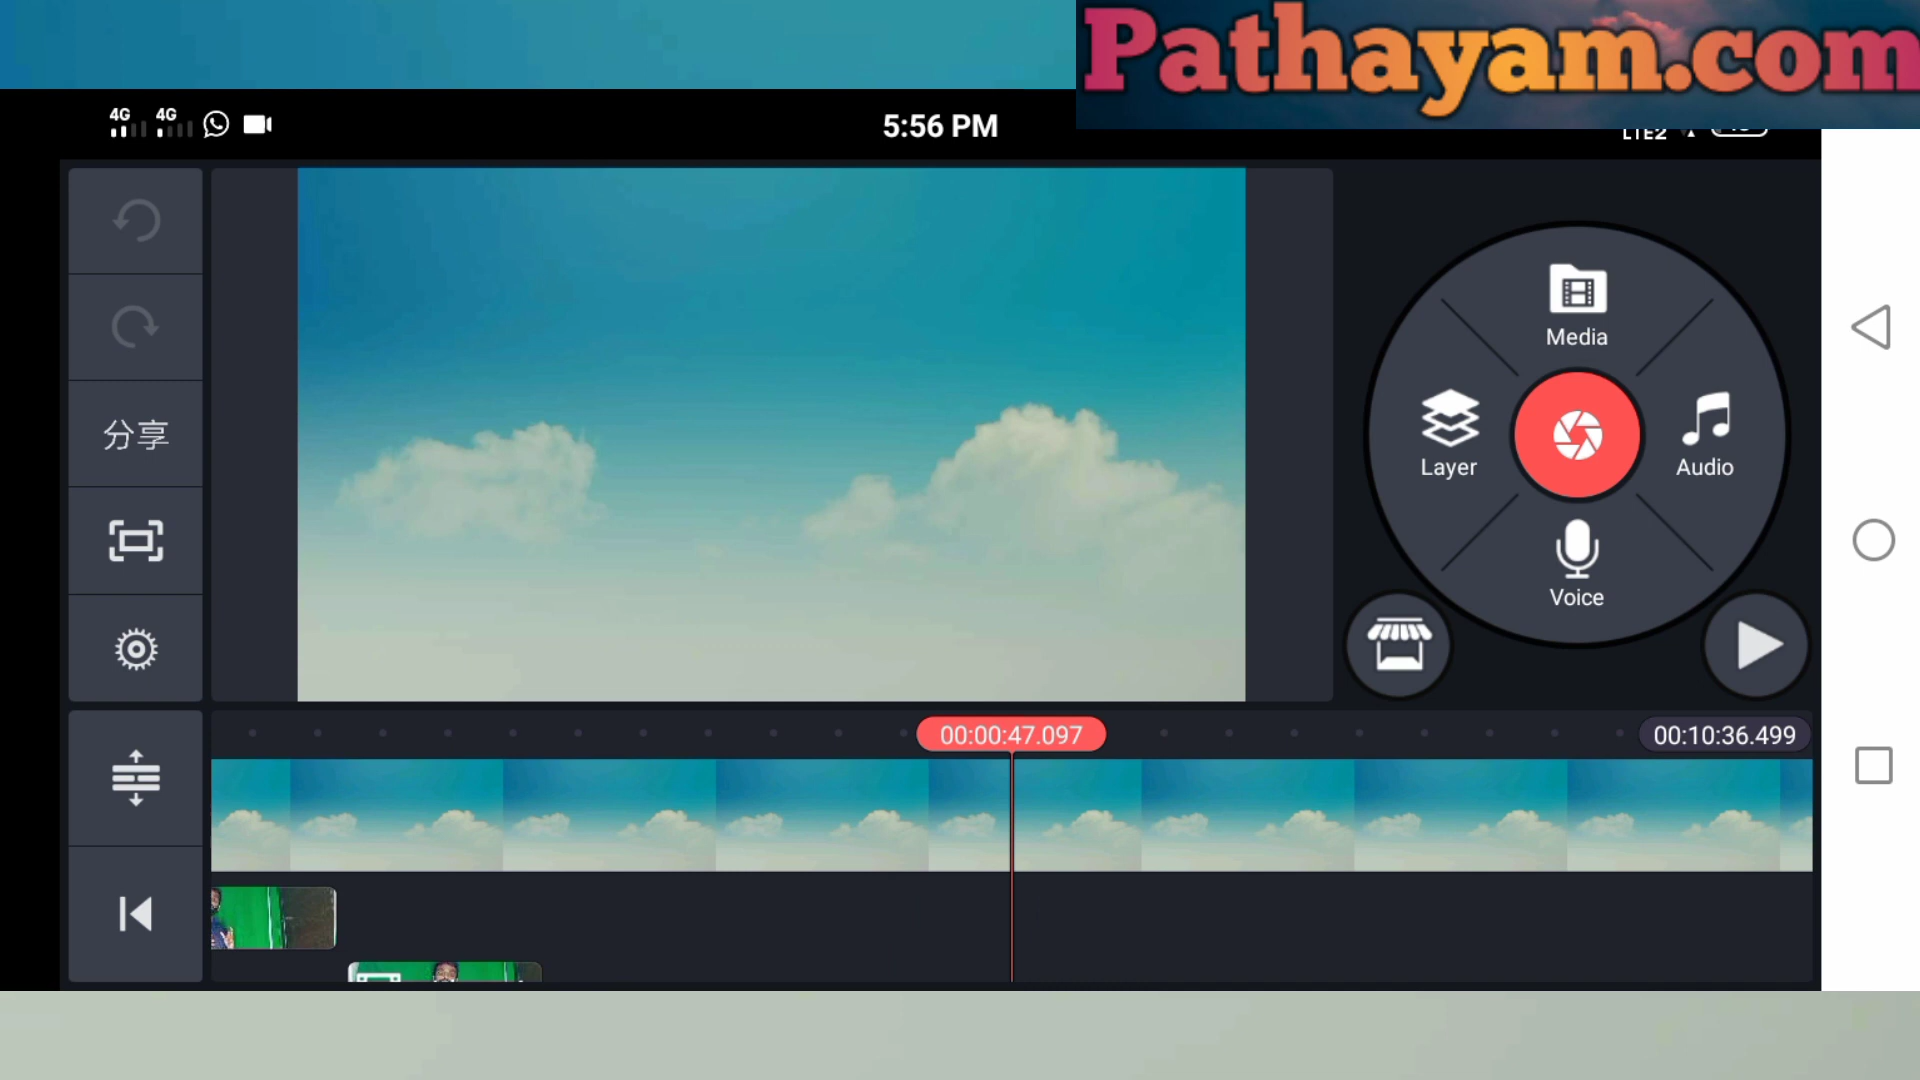 Pathayam.com
4G 4G
5:56 PM
LTE2
Media
分享
Layer
Audio
Voice
00:00:47.097
00:10:36.499